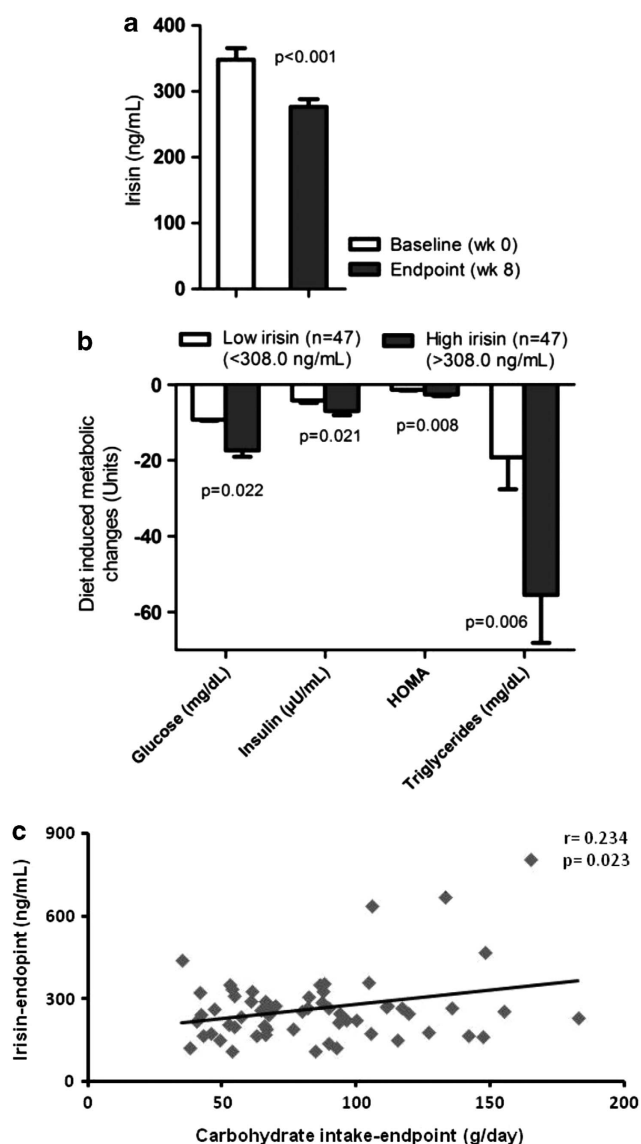 a
400
300
200
100
0
Irisin (ng/mL)
p<0.001
Baseline (wk 0)
Endpoint (wk 8)
b
Low irisin (n=47)
(<308.0 ng/mL)
High irisin (n=47)
(>308.0 ng/mL)
0
-20
-40
-60
Diet induced metabolic
changes (Units)
p=0.022
p=0.021
p=0.008
p=0.006
Glucose (mg/dL)
Insulin (µU/mL)
HOMA
Triglycerides (mg/dL)
c
900
600
300
0
Irisin-endopint (ng/mL)
r= 0.234
p= 0.023
0 50 100 150 200
Carbohydrate intake-endpoint (g/day)